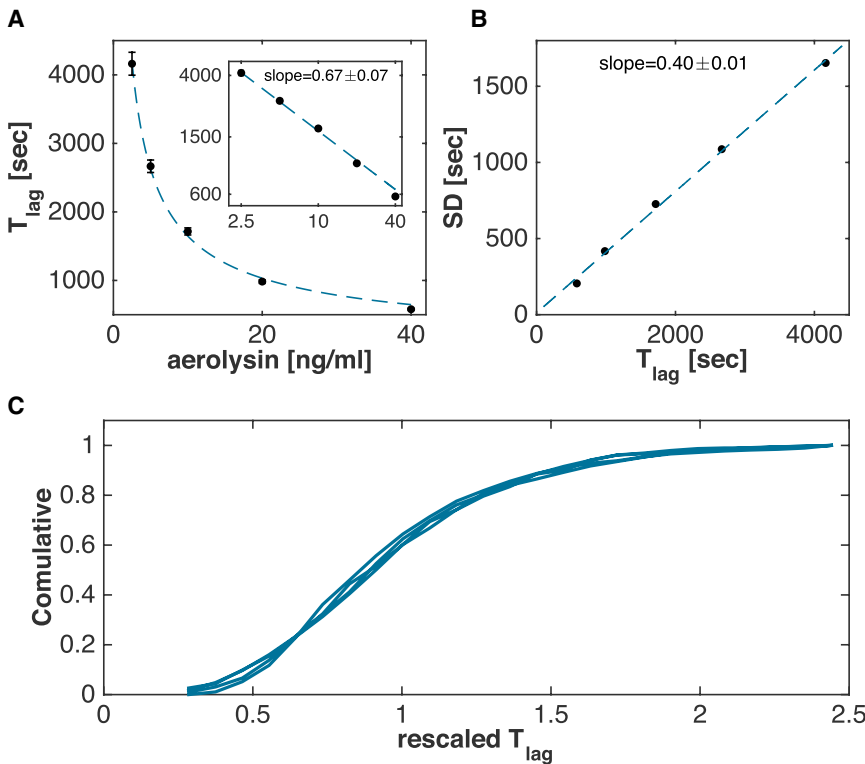 A
T_lag [sec]
4000
3000
2000
1000
0
20
40
aerolysin [ng/ml]
slope=0.67±0.07
4000
1500
600
2.5
10
40
B
slope=0.40±0.01
SD [sec]
1500
1000
500
0
0
2000
4000
T_lag [sec]
C
Comulative
1
0.8
0.6
0.4
0.2
0
0
0.5
1
1.5
2
2.5
rescaled T_lag